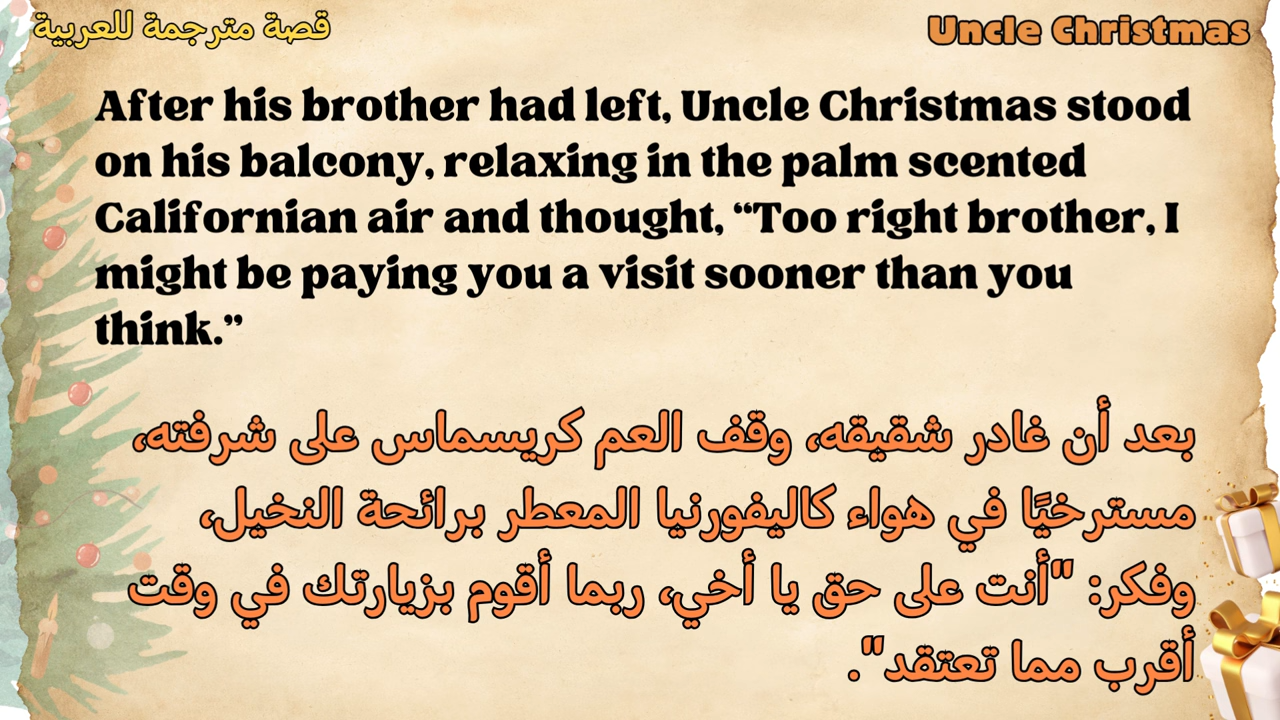 قصة مترجمة للعربية
Uncle Christmas
After his brother had left, Uncle Christmas stood
on his balcony, relaxing in the palm scented
Californian air and thought, “Too right brother, I
might be paying you a visit sooner than you
think.”
بعد أن غادر شقيقه، وقف العم كريسماس على شرفته،
مسترخيًا في هواء كاليفورنيا المعطر برائحة النخيل،
وفكر: "أنت على حق يا أخي، ربما أقوم بزيارتك في وقت
أقرب مما تعتقد".